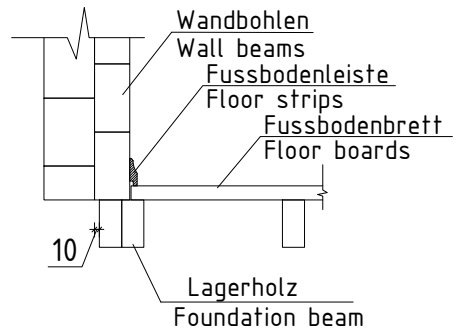 Wandbohlen
Wall beams
Fussbodenleiste
Floor strips
Fussbodenbrett
Floor boards
10
Lagerholz
Foundation beam